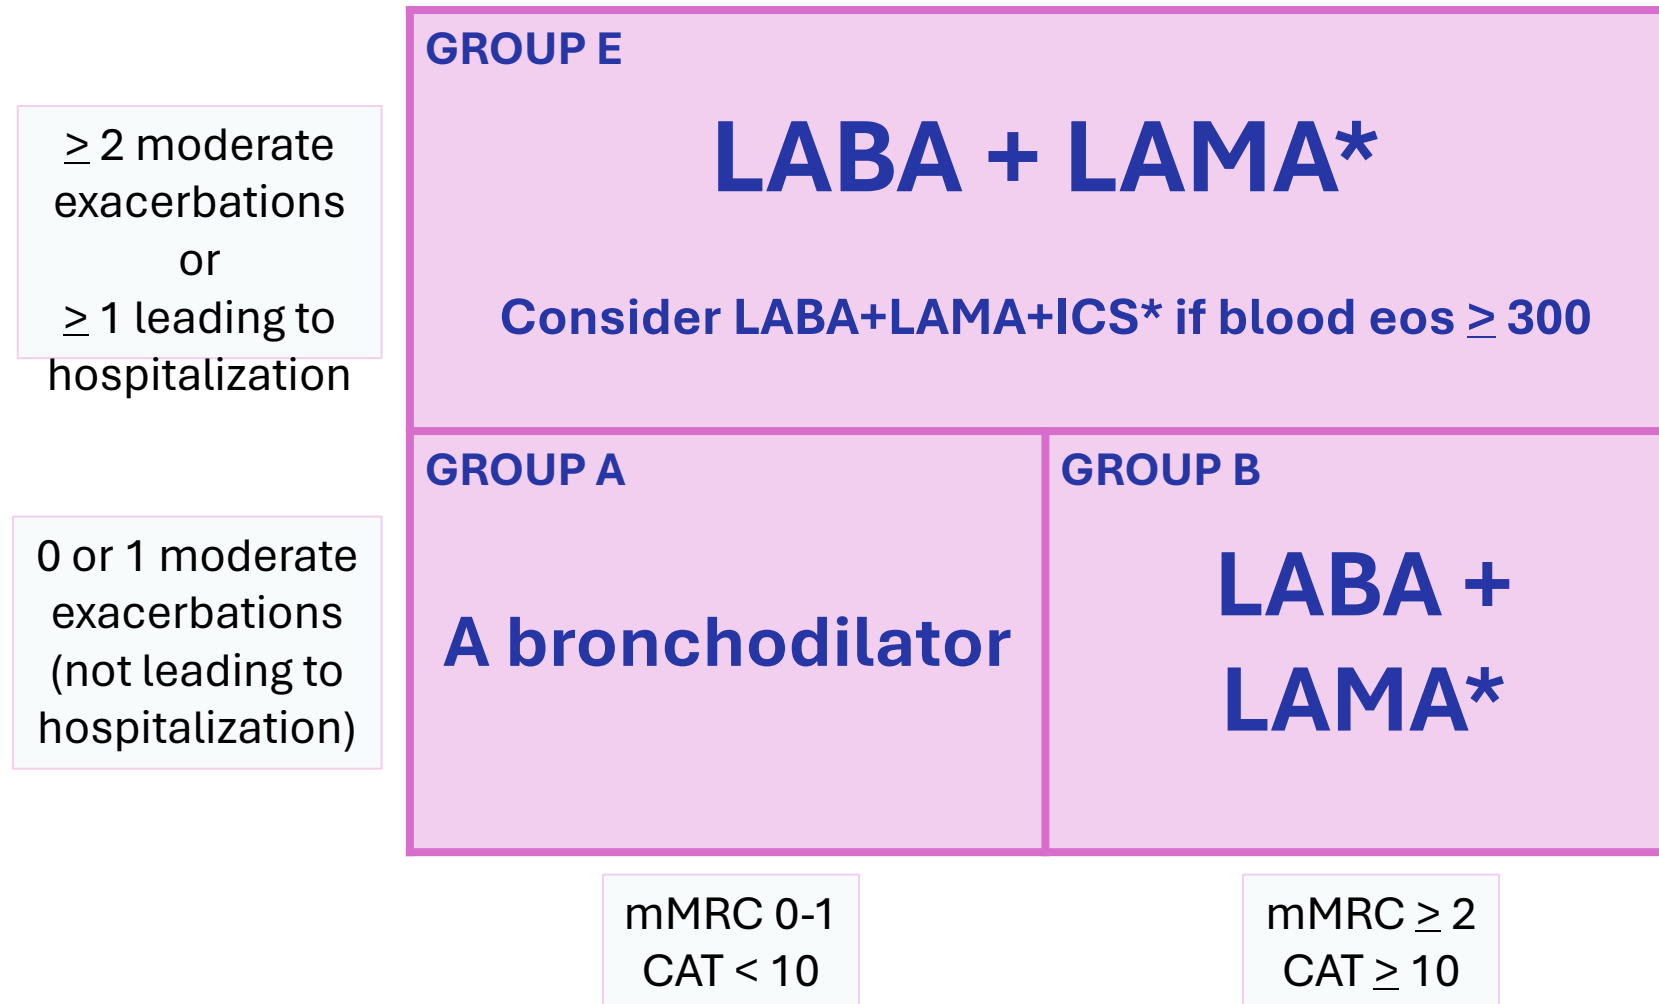 GROUP E
≥ 2 moderate
exacerbations
or
≥ 1 leading to
hospitalization
LABA + LAMA*
Consider LABA+LAMA+ICS* if blood eos ≥ 300
GROUP A
GROUP B
0 or 1 moderate
exacerbations
(not leading to
hospitalization)
A bronchodilator
LABA +
LAMA*
mMRC 0-1
CAT < 10
mMRC ≥ 2
CAT ≥ 10